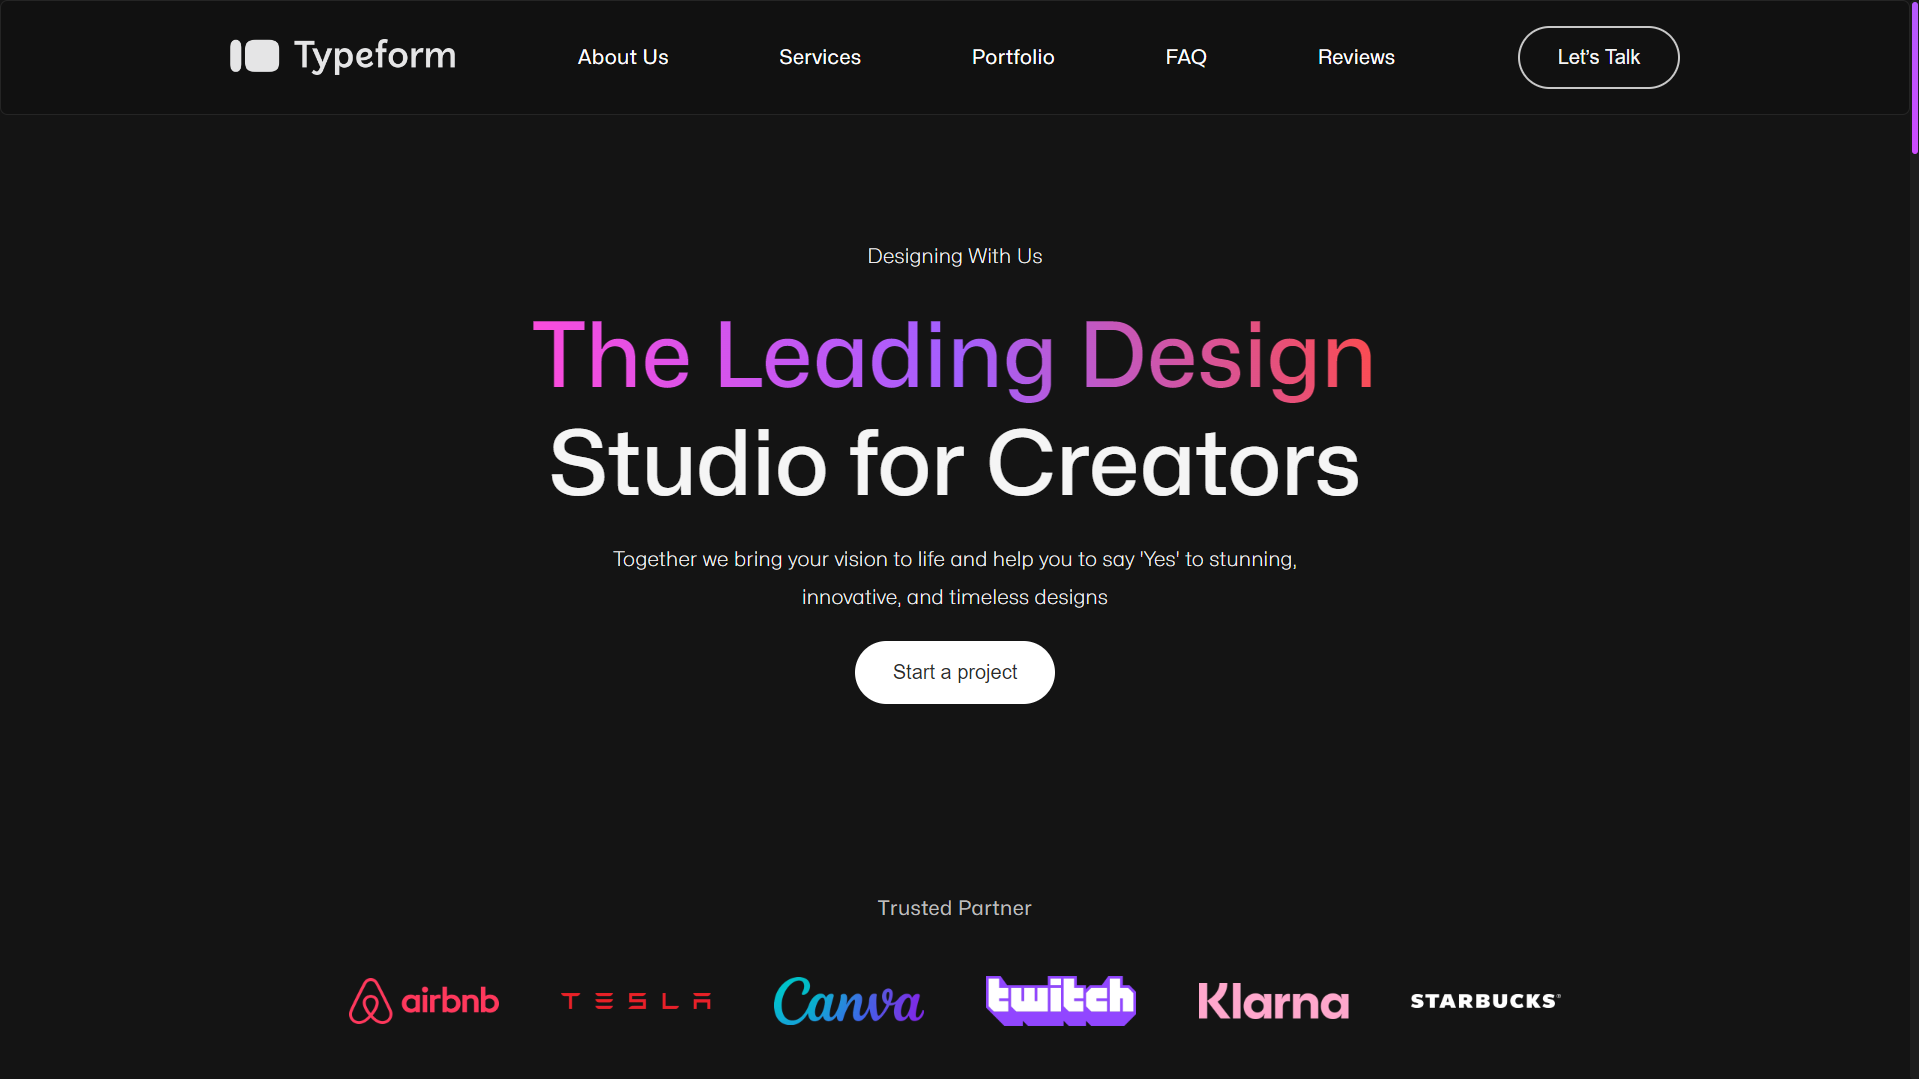 Typeform
About Us
Services
Portfolio
FAQ
Reviews
Let's Talk
Designing With Us
The Leading Design
Studio for Creators
Together we bring your vision to life and help you to say 'Yes' to stunning,
innovative, and timeless designs
Start a project
Trusted Partner
airbnb
TESLA
Canva
twitch
Klarna
STARBUCKS®